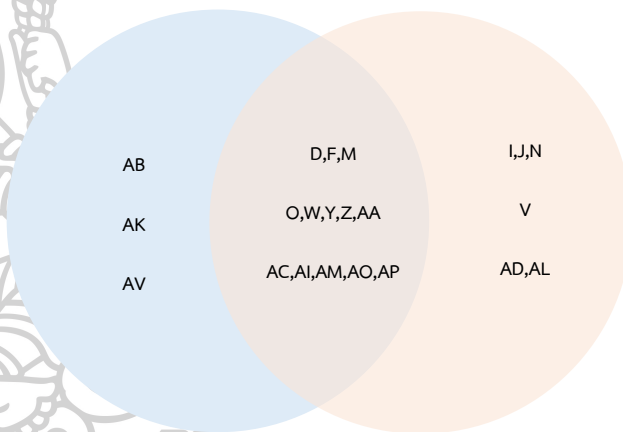 AB
AK
AV
D,F,M
O,W,Y,Z,AA
AC,AI,AM,AO,AP
I,J,N
V
AD,AL